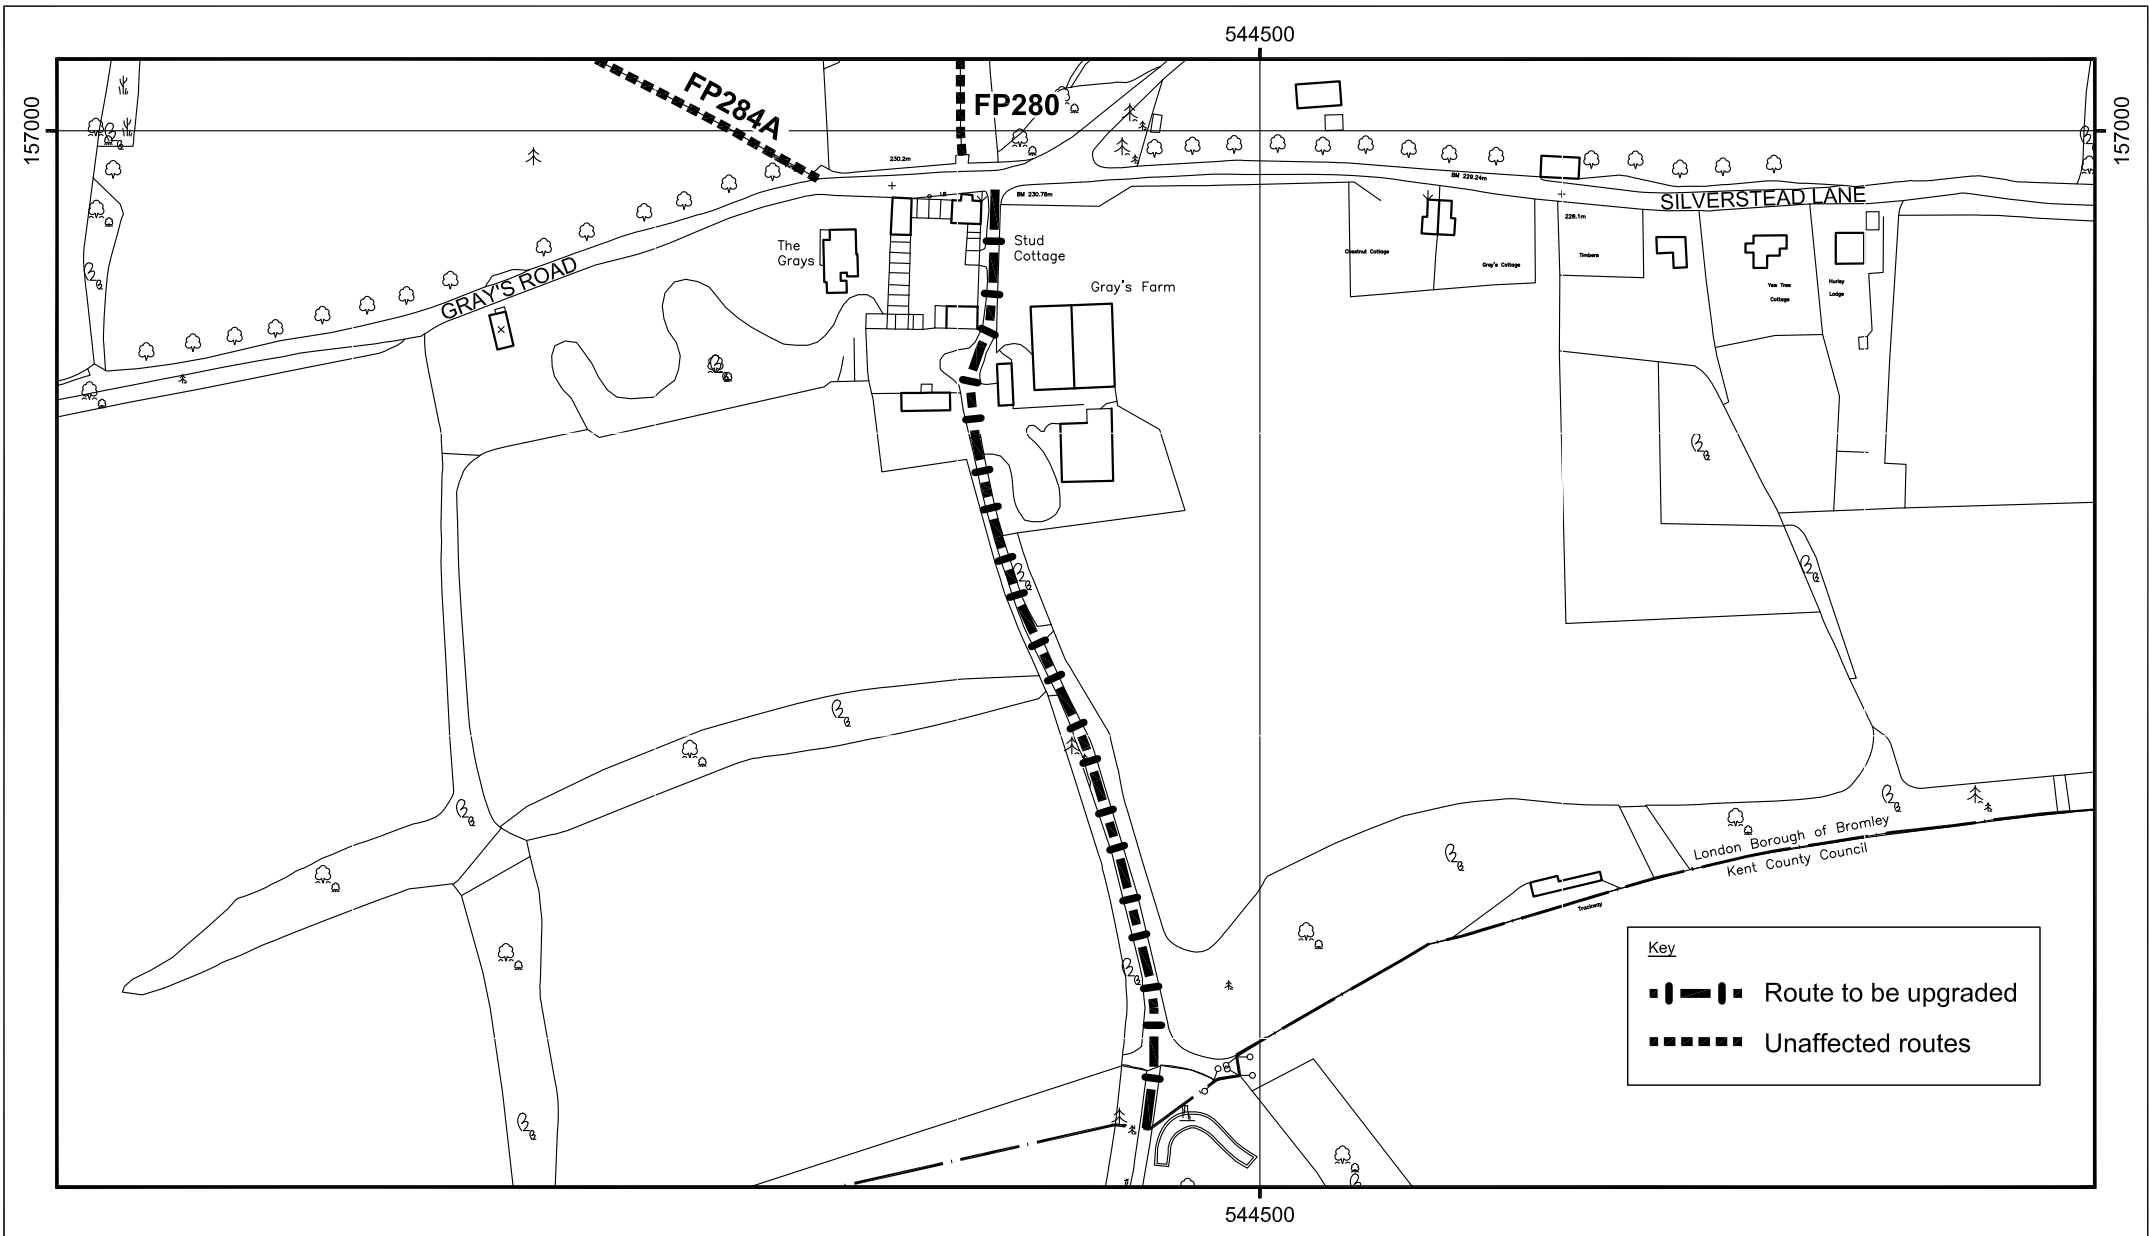 544500
157000
157000
FP284A
FP280
230.2m
LB
BM 230.76m
BM 229.24m
SILVERSTEAD LANE
228.1m
The
Grays
Stud
Cottage
Chestnut Cottage
Gray's Cottage
Timbers
Yew Tree
Cottage
Hurley
Lodge
GRAY'S ROAD
Gray's Farm
London Borough of Bromley
Kent County Council
Trackway
Key
Route to be upgraded
Unaffected routes
544500